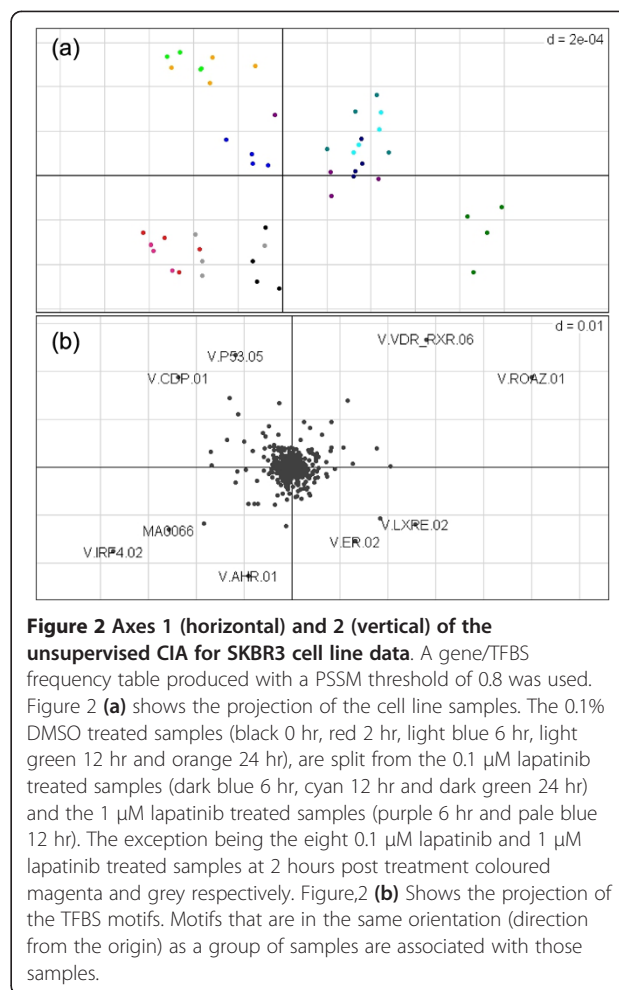 (a)
d = 2e-04
(b)
d = 0.01
V.VDR_RXR.06
V.P53.05
V.CDP.01
V.ROAZ.01
MA0066
V.LXRE.02
V.ER.02
V.IRF4.02
V.AHR.01
Figure 2 Axes 1 (horizontal) and 2 (vertical) of the
unsupervised CIA for SKBR3 cell line data. A gene/TFBS
frequency table produced with a PSSM threshold of 0.8 was used.
Figure 2 (a) shows the projection of the cell line samples. The 0.1%
DMSO treated samples (black 0 hr, red 2 hr, light blue 6 hr, light
green 12 hr and orange 24 hr), are split from the 0.1 μM lapatinib
treated samples (dark blue 6 hr, cyan 12 hr and dark green 24 hr)
and the 1 μM lapatinib treated samples (purple 6 hr and pale blue
12 hr). The exception being the eight 0.1 μM lapatinib and 1 μM
lapatinib treated samples at 2 hours post treatment coloured
magenta and grey respectively. Figure,2 (b) Shows the projection of
the TFBS motifs. Motifs that are in the same orientation (direction
from the origin) as a group of samples are associated with those
samples.